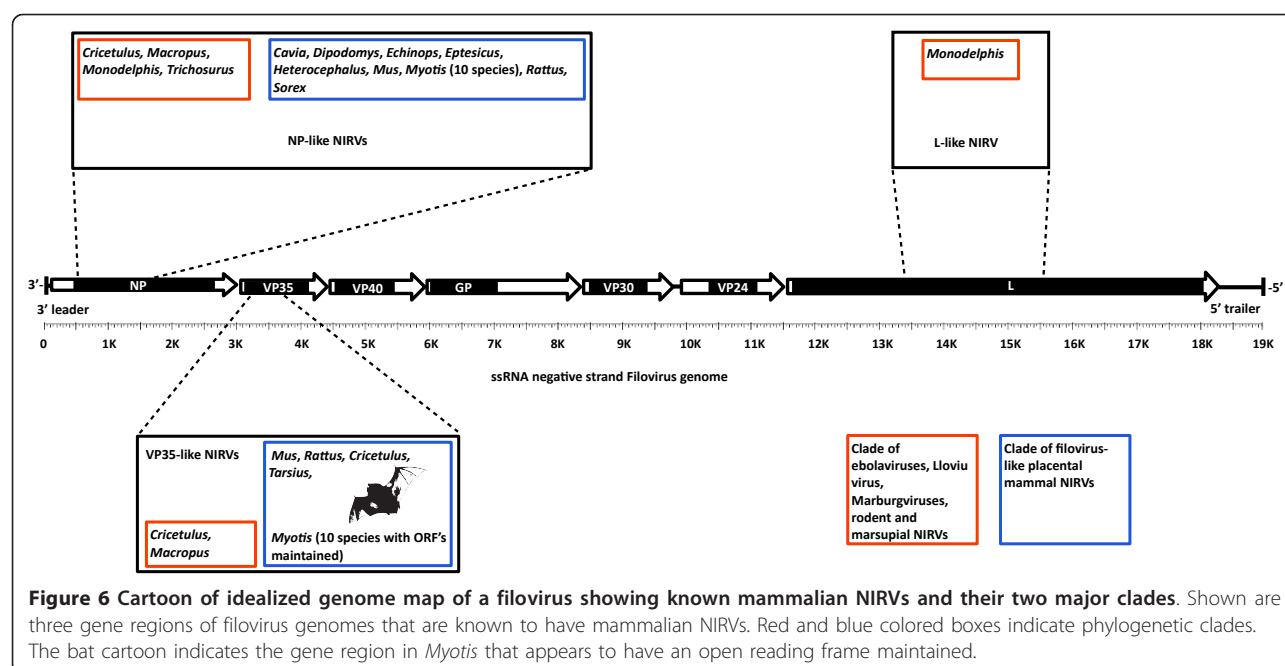 Cricetulus, Macropus,
Monodelphis, Trichosurus
Cavia, Dipodomys, Echinops, Eptesicus,
Heterocephalus, Mus, Myotis (10 species), Rattus,
Sorex
NP-like NIRVs
Monodelphis
L-like NIRV
3'-
NP
VP35
VP40
GP
VP30
VP24
L
-5'
3' leader
5' trailer
0 1K 2K 3K 4K 5K 6K 7K 8K 9K 10K 11K 12K 13K 14K 15K 16K 17K 18K 19K
ssRNA negative strand Filovirus genome
VP35-like NIRVs
Cricetulus,
Macropus
Mus, Rattus, Cricetulus,
Tarsius,
Myotis (10 species with ORF's
maintained)
Clade of
ebolaviruses, Lloviu
virus,
Marburgviruses,
rodent and
marsupial NIRVs
Clade of filovirus-
like placental
mammal NIRVs
Figure 6 Cartoon of idealized genome map of a filovirus showing known mammalian NIRVs and their two major clades. Shown are
three gene regions of filovirus genomes that are known to have mammalian NIRVs. Red and blue colored boxes indicate phylogenetic clades.
The bat cartoon indicates the gene region in Myotis that appears to have an open reading frame maintained.